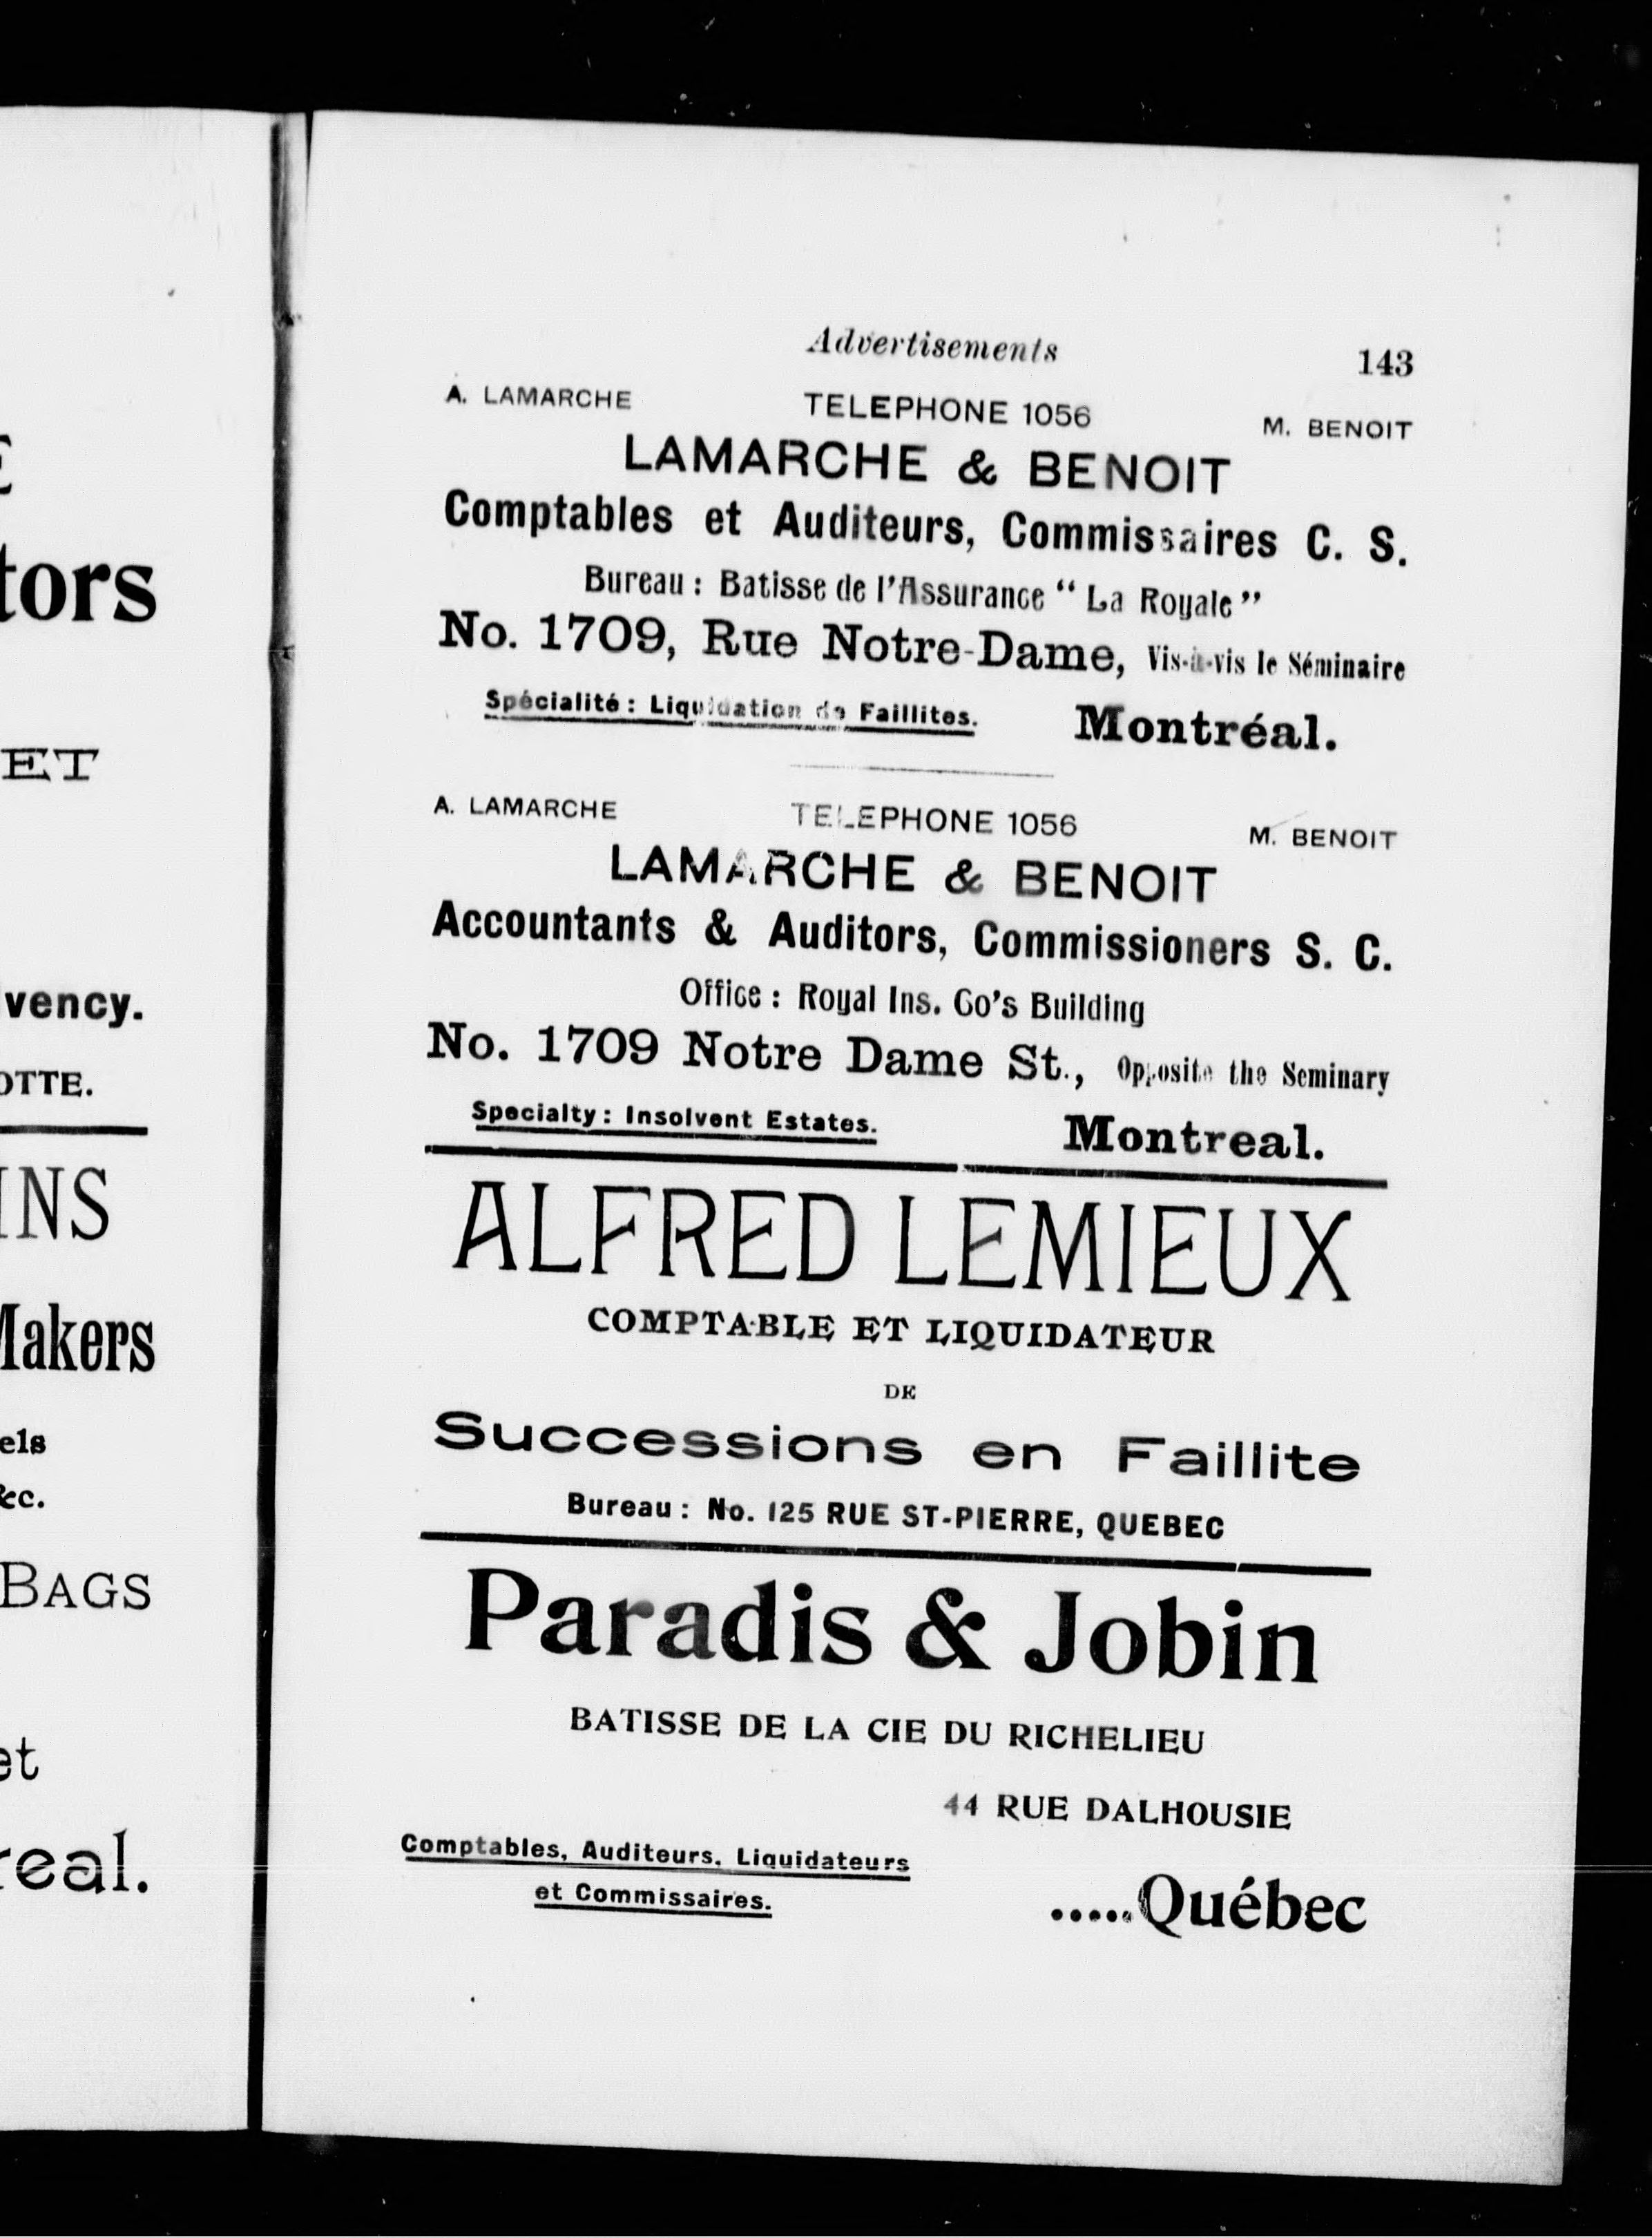 E
tors
ET
vency.
OTTE.
INS
Makers
els
&c.
BAGS
et
real.
Advertisements 143
A. LAMARCHE TELEPHONE 1056 M. BENOIT
LAMARCHE & BENOIT
Comptables et Auditeurs, Commissaires C. S.
Bureau : Batisse de l'Assurance “ La Royale ”
No. 1709, Rue Notre-Dame, Vis-à-vis le Séminaire
Spécialité : Liquidation de Faillites. Montréal.
A. LAMARCHE TELEPHONE 1056 M. BENOIT
LAMARCHE & BENOIT
Accountants & Auditors, Commissioners S. C.
Office : Royal Ins. Co's Building
No. 1709 Notre Dame St., Opposite the Seminary
Specialty : Insolvent Estates. Montreal.
ALFRED LEMIEUX
COMPTABLE ET LIQUIDATEUR
DE
Successions en Faillite
Bureau : No. 125 RUE ST-PIERRE, QUEBEC
Paradis & Jobin
BATISSE DE LA CIE DU RICHELIEU
44 RUE DALHOUSIE
Comptables, Auditeurs, Liquidateurs
et Commissaires.
.....Québec